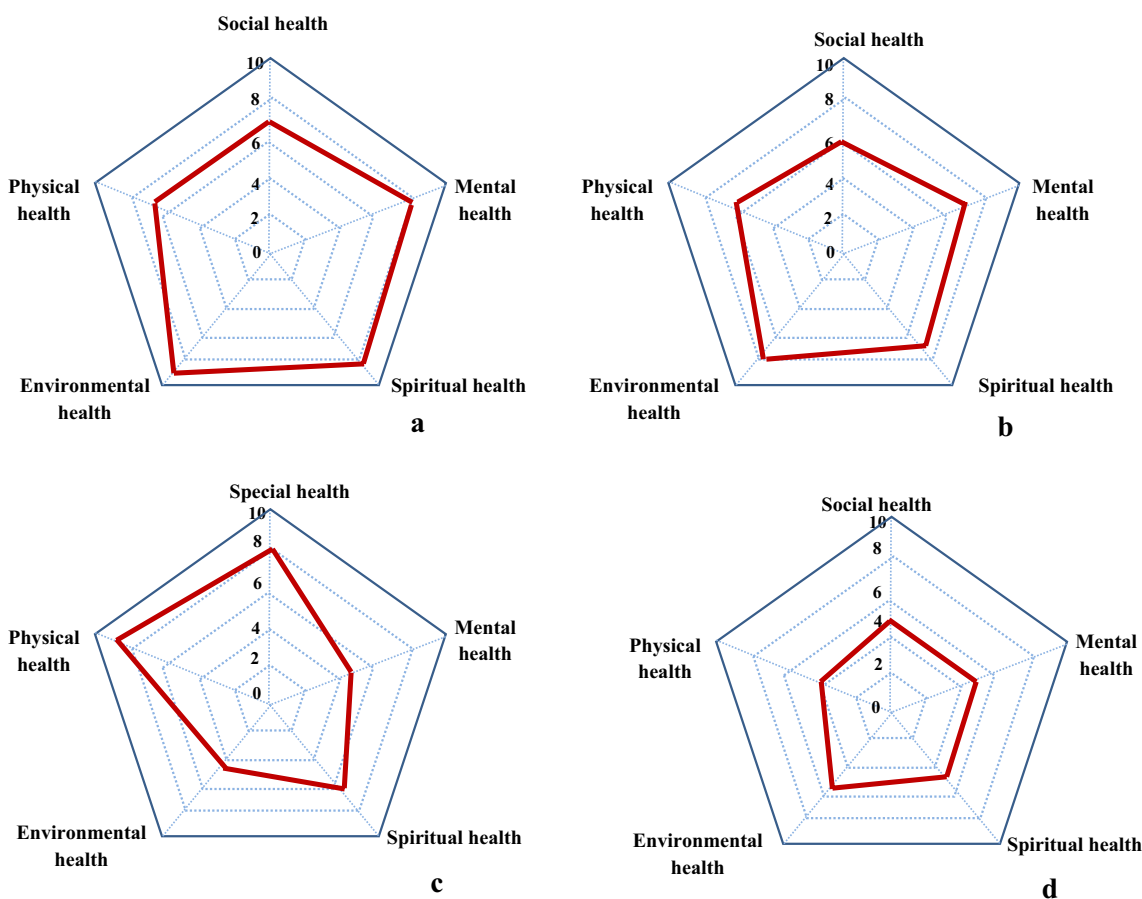 Social health
10
8
6
4
2
0
Physical
health
Mental
health
Environmental
health
Spiritual health
a
Social health
10
8
6
4
2
0
Physical
health
Mental
health
Environmental
health
Spiritual health
b
Special health
10
8
6
4
2
0
Physical
health
Mental
health
Environmental
health
Spiritual health
c
Social health
10
8
6
4
2
0
Physical
health
Mental
health
Environmental
health
Spiritual health
d